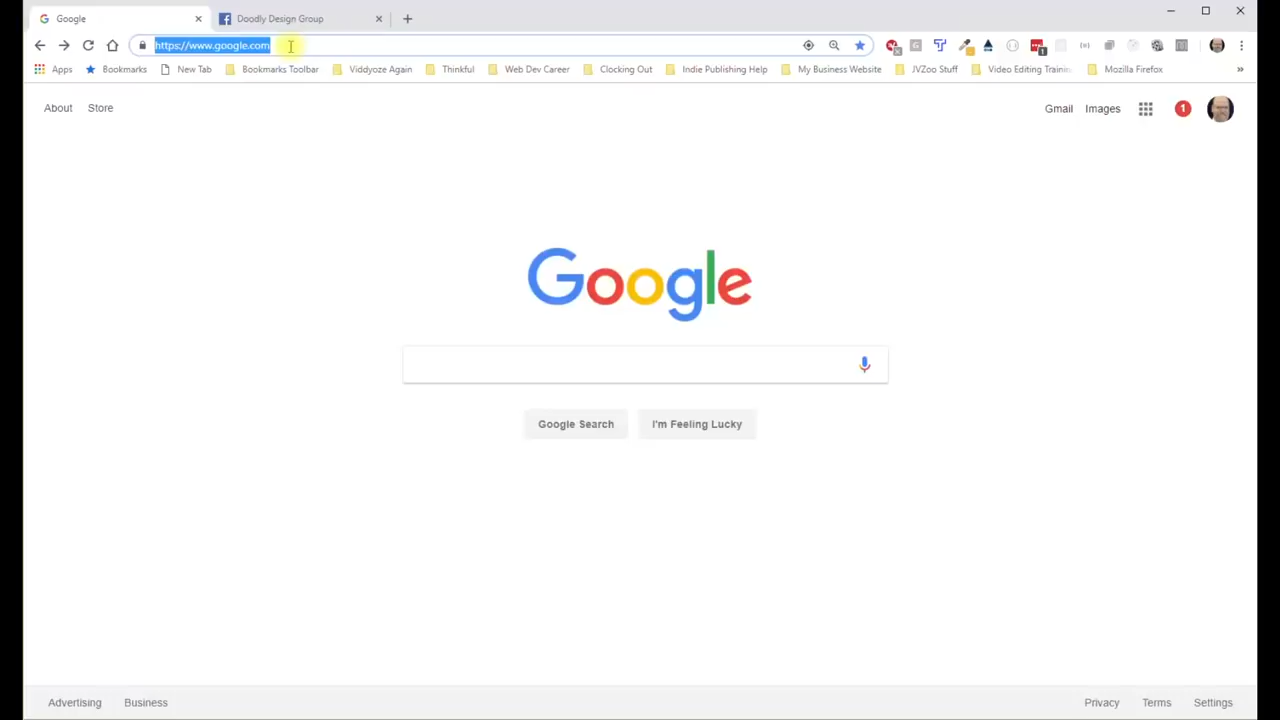 Google
Doodly Design Group
https://www.google.com
Apps
Bookmarks
New Tab
Bookmarks Toolbar
Viddyoze Again
Thinkful
Web Dev Career
Clocking Out
Indie Publishing Help
My Business Website
JVZoo Stuff
Video Editing Trainin
Mozilla Firefox
»
About
Store
Gmail
Images
1
Google
Google Search
I'm Feeling Lucky
Advertising
Business
Privacy
Terms
Settings